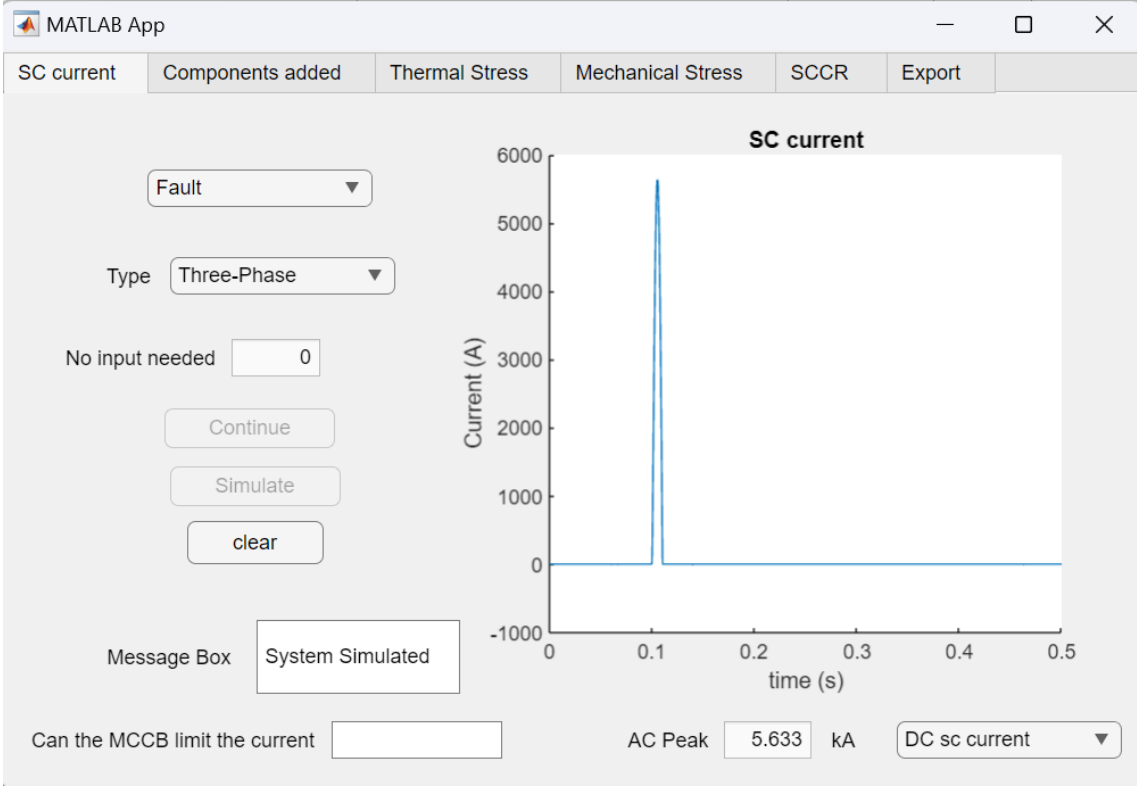 MATLAB App
SC current
Components added
Thermal Stress
Mechanical Stress
SCCR
Export
Fault
Type
Three-Phase
No input needed
0
Continue
Simulate
clear
Message Box
System Simulated
Can the MCCB limit the current
SC current
6000
5000
4000
3000
2000
1000
0
-1000
Current (A)
0
0.1
0.2
0.3
0.4
0.5
time (s)
AC Peak
5.633
kA
DC sc current